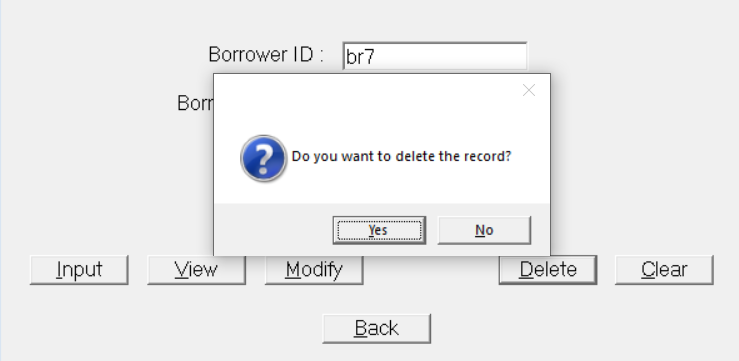 Borrower ID : br7
Borr
Do you want to delete the record?
Yes No
Input View Modify Delete Clear
Back